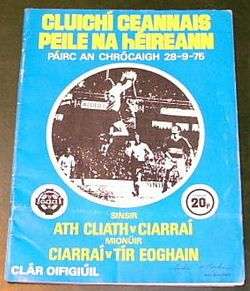 CLUICHÍ CEANNAIS
PEILE NA hÉIREANN
PÁIRC AN CHRÓCAIGH 28-9-75
20p
SINSIR
ATH CLIATH v CIARRAÍ
MIONÚIR
CIARRAÍ v TÍR EOGHAIN
CLÁR OIFIGIÚIL